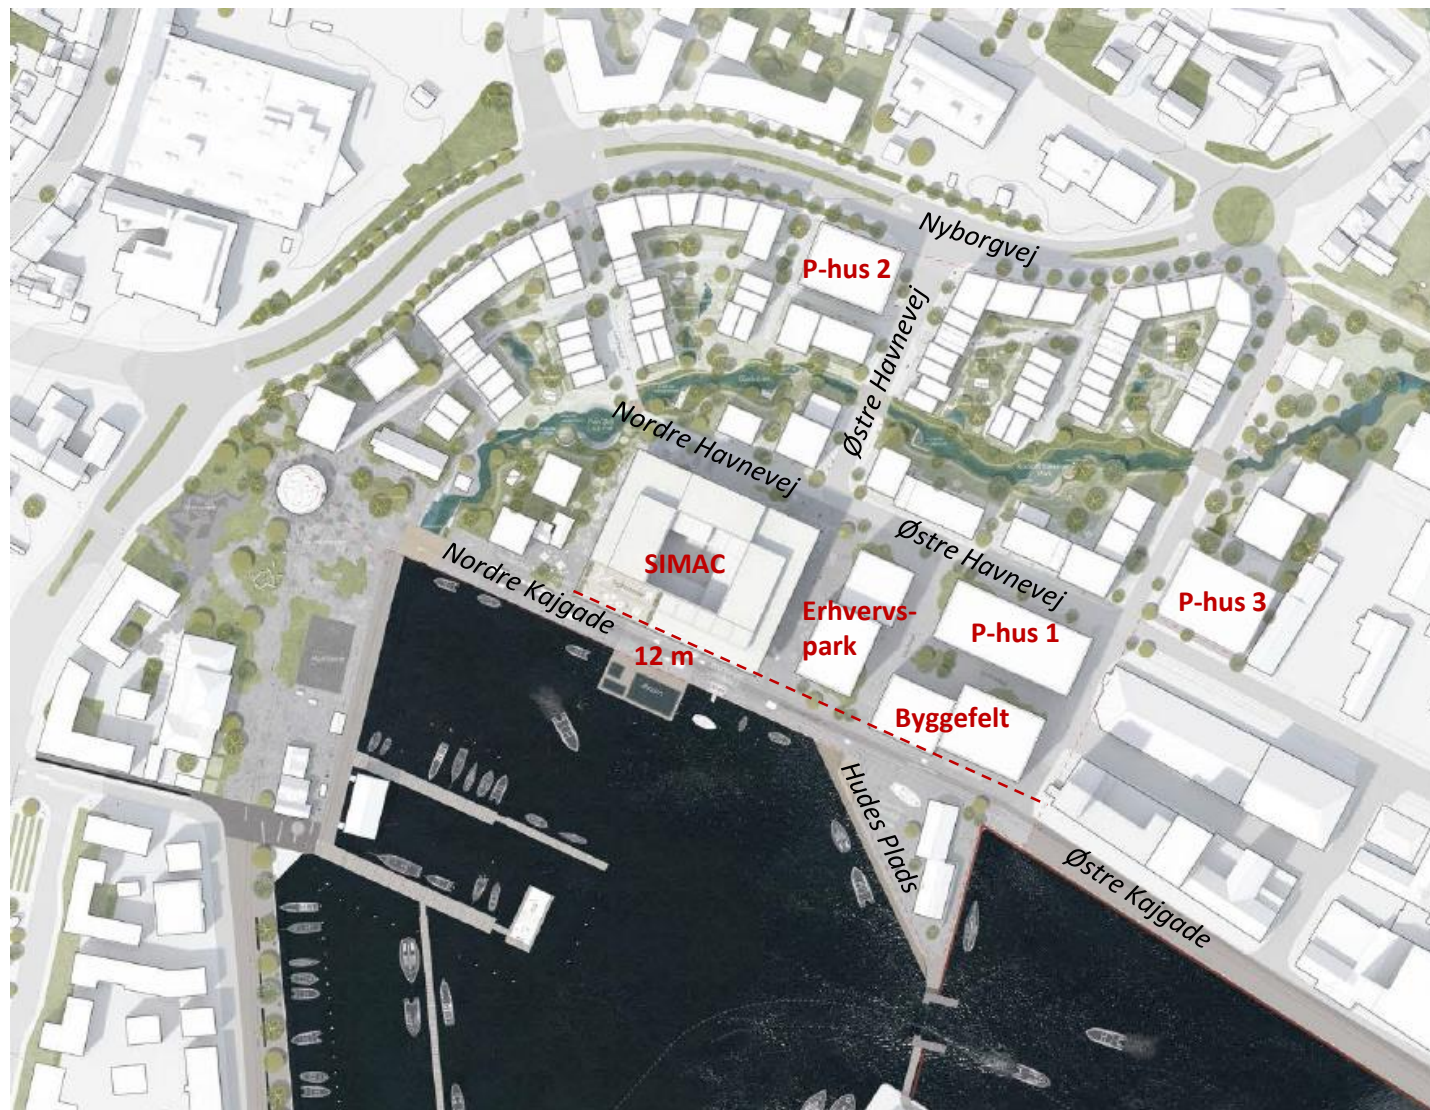 Nyborgvej
P-hus 2
Østre Havnevej
Nordre Havnevej
Østre Havnevej
SIMAC
Nordre Kajgade
P-hus 3
Erhvervs-
park
P-hus 1
12 m
Byggefelt
Hudes Plads
Østre Kajgade